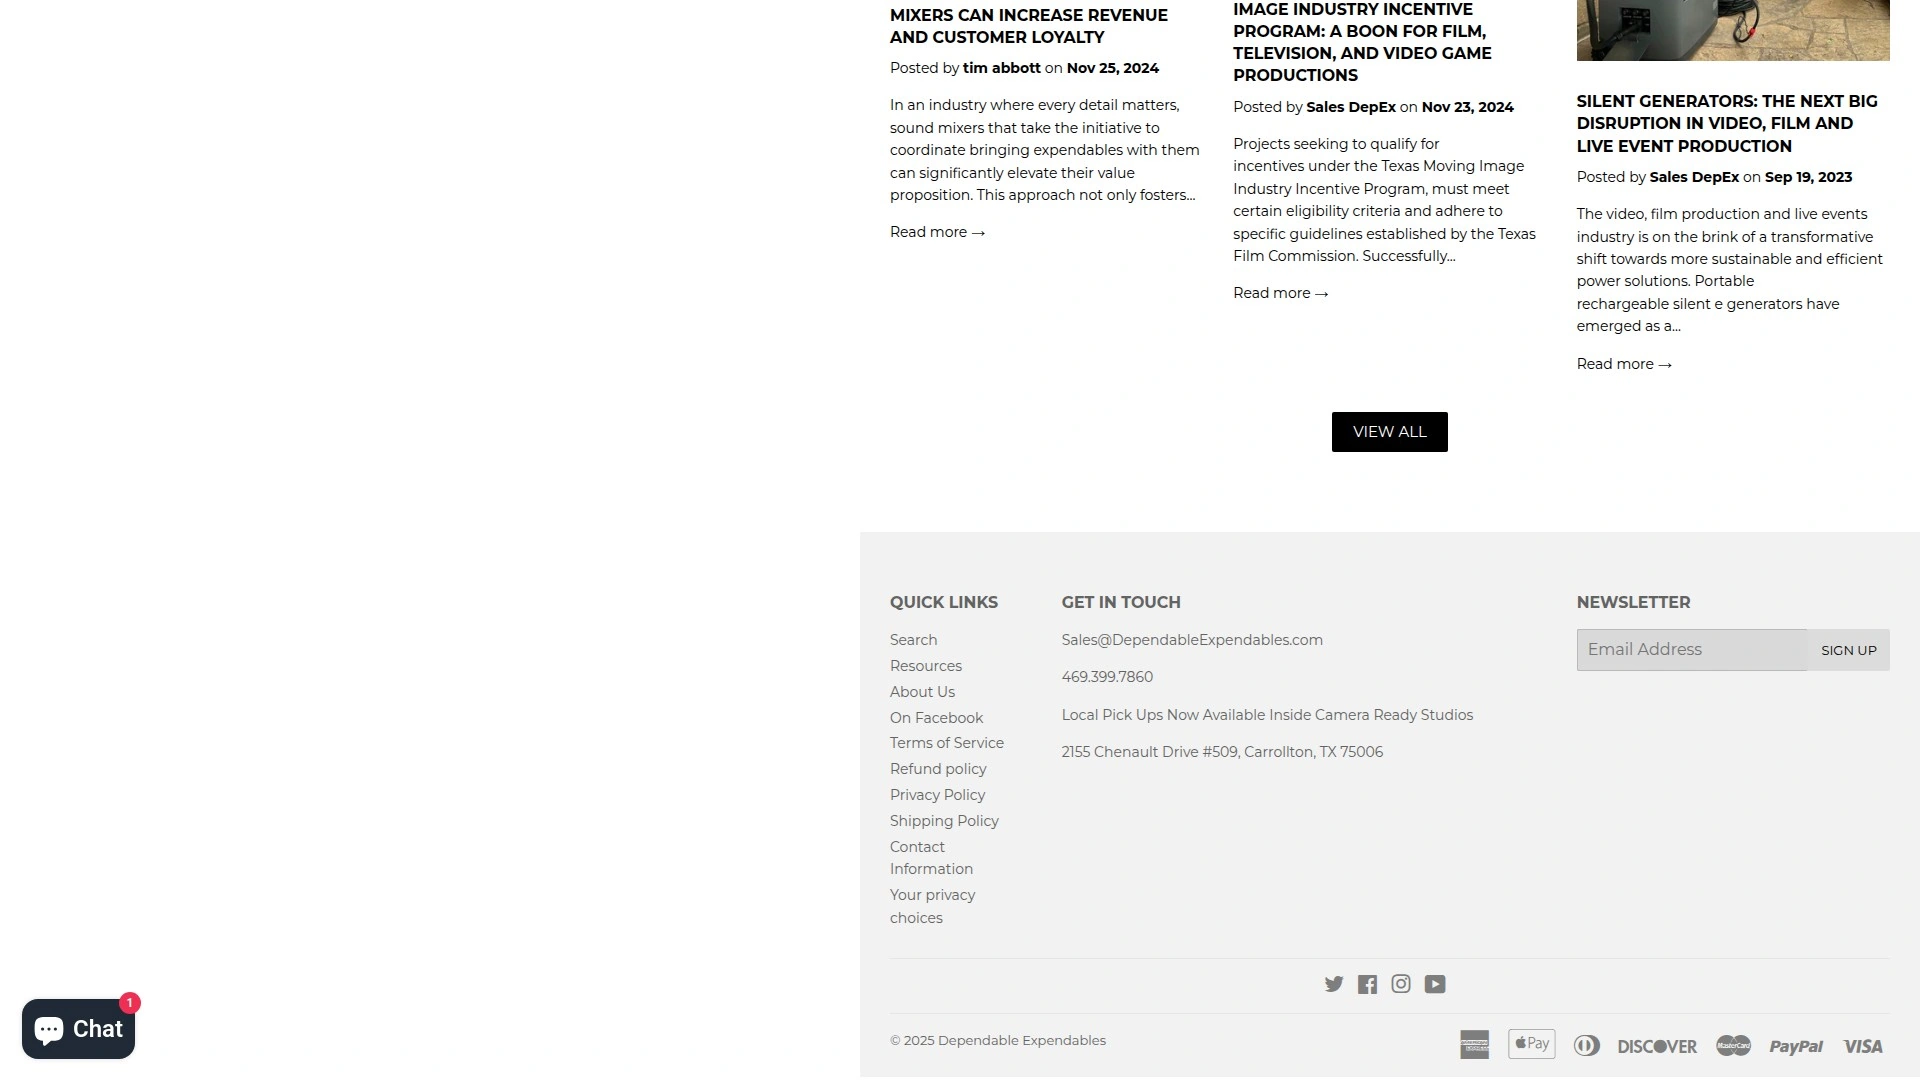 MIXERS CAN INCREASE REVENUE
AND CUSTOMER LOYALTY
Posted by tim abbott on Nov 25, 2024
In an industry where every detail matters,
sound mixers that take the initiative to
coordinate bringing expendables with them
can significantly elevate their value
proposition. This approach not only fosters...
Read more →
IMAGE INDUSTRY INCENTIVE
PROGRAM: A BOON FOR FILM,
TELEVISION, AND VIDEO GAME
PRODUCTIONS
Posted by Sales DepEx on Nov 23, 2024
Projects seeking to qualify for
incentives under the Texas Moving Image
Industry Incentive Program, must meet
certain eligibility criteria and adhere to
specific guidelines established by the Texas
Film Commission. Successfully...
Read more →
SILENT GENERATORS: THE NEXT BIG
DISRUPTION IN VIDEO, FILM AND
LIVE EVENT PRODUCTION
Posted by Sales DepEx on Sep 19, 2023
The video, film production and live events
industry is on the brink of a transformative
shift towards more sustainable and efficient
power solutions. Portable
rechargeable silent e generators have
emerged as a...
Read more →
VIEW ALL
QUICK LINKS
Search
Resources
About Us
On Facebook
Terms of Service
Refund policy
Privacy Policy
Shipping Policy
Contact
Information
Your privacy
choices
GET IN TOUCH
Sales@DependableExpendables.com
469.399.7860
Local Pick Ups Now Available Inside Camera Ready Studios
2155 Chenault Drive #509, Carrollton, TX 75006
NEWSLETTER
Email Address
SIGN UP
© 2025 Dependable Expendables
AMERICAN EXPRESS
Pay
DISCOVER
MasterCard
PayPal
VISA
Chat
1